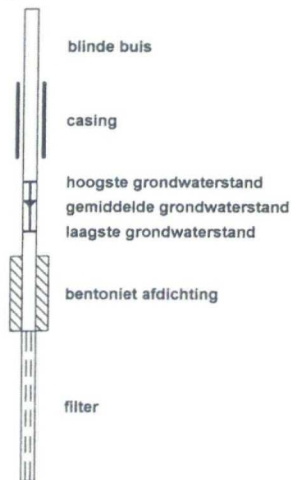 blinde buis
casing
hoogste grondwaterstand
gemiddelde grondwaterstand
laagste grondwaterstand
bentoniet afdichting
filter